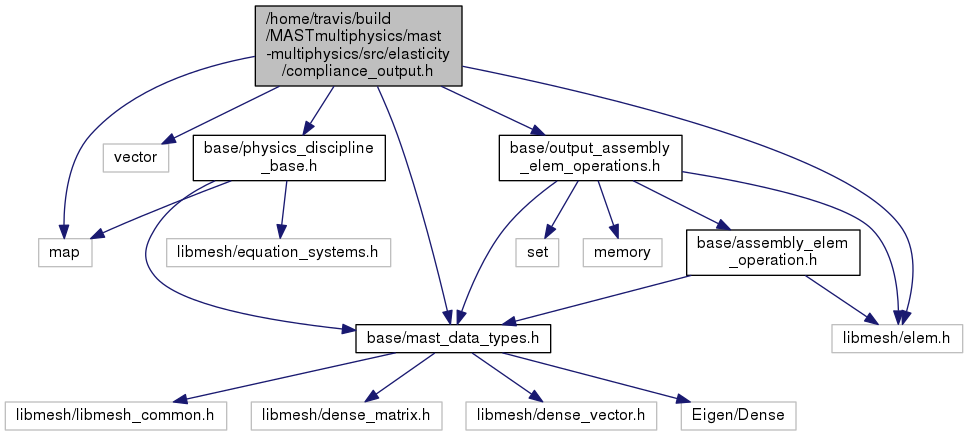 /home/travis/build
/MASTmultiphysics/mast
-multiphysics/src/elasticity
/compliance_output.h
vector
base/physics_discipline
_base.h
base/output_assembly
_elem_operations.h
map
libmesh/equation_systems.h
set
memory
base/assembly_elem
_operation.h
base/mast_data_types.h
libmesh/elem.h
libmesh/libmesh_common.h
libmesh/dense_matrix.h
libmesh/dense_vector.h
Eigen/Dense